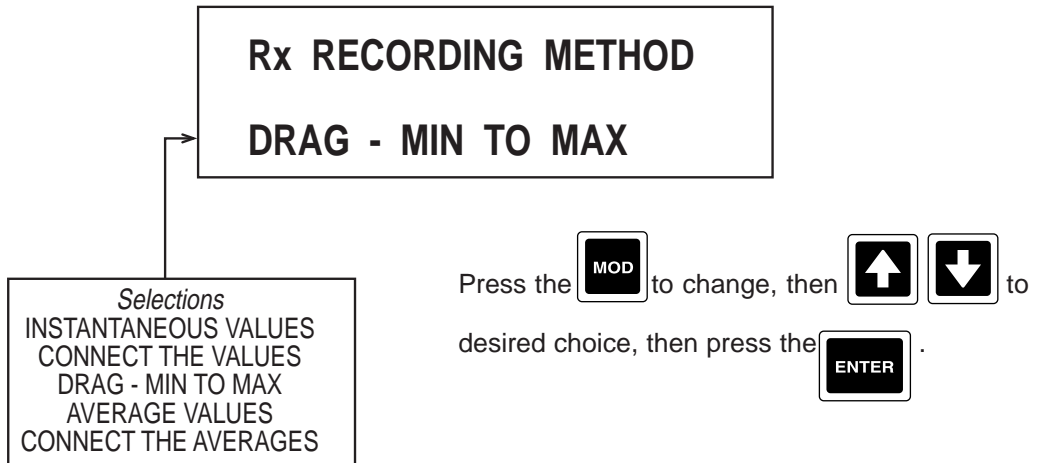 Rx RECORDING METHOD
DRAG - MIN TO MAX
Selections
INSTANTANEOUS VALUES
CONNECT THE VALUES
DRAG - MIN TO MAX
AVERAGE VALUES
CONNECT THE AVERAGES
Press the MOD to change, then to
desired choice, then press the ENTER .